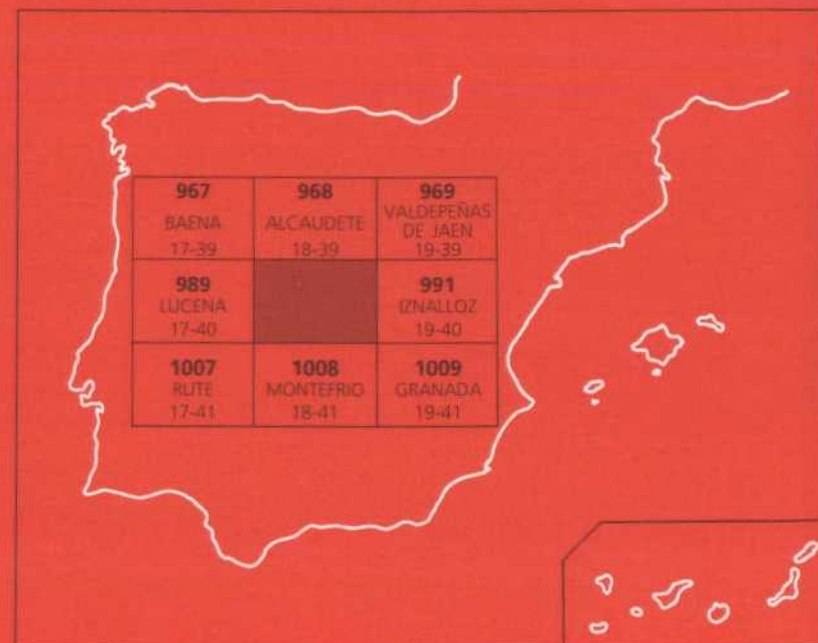 967
BAENA
17-39
968
ALCAUDETE
18-39
969
VALDEPEÑAS
DE JAEN
19-39
989
LUCENA
17-40
991
IZNALLOZ
19-40
1007
RUTE
17-41
1008
MONTEFRIO
18-41
1009
GRANADA
19-41